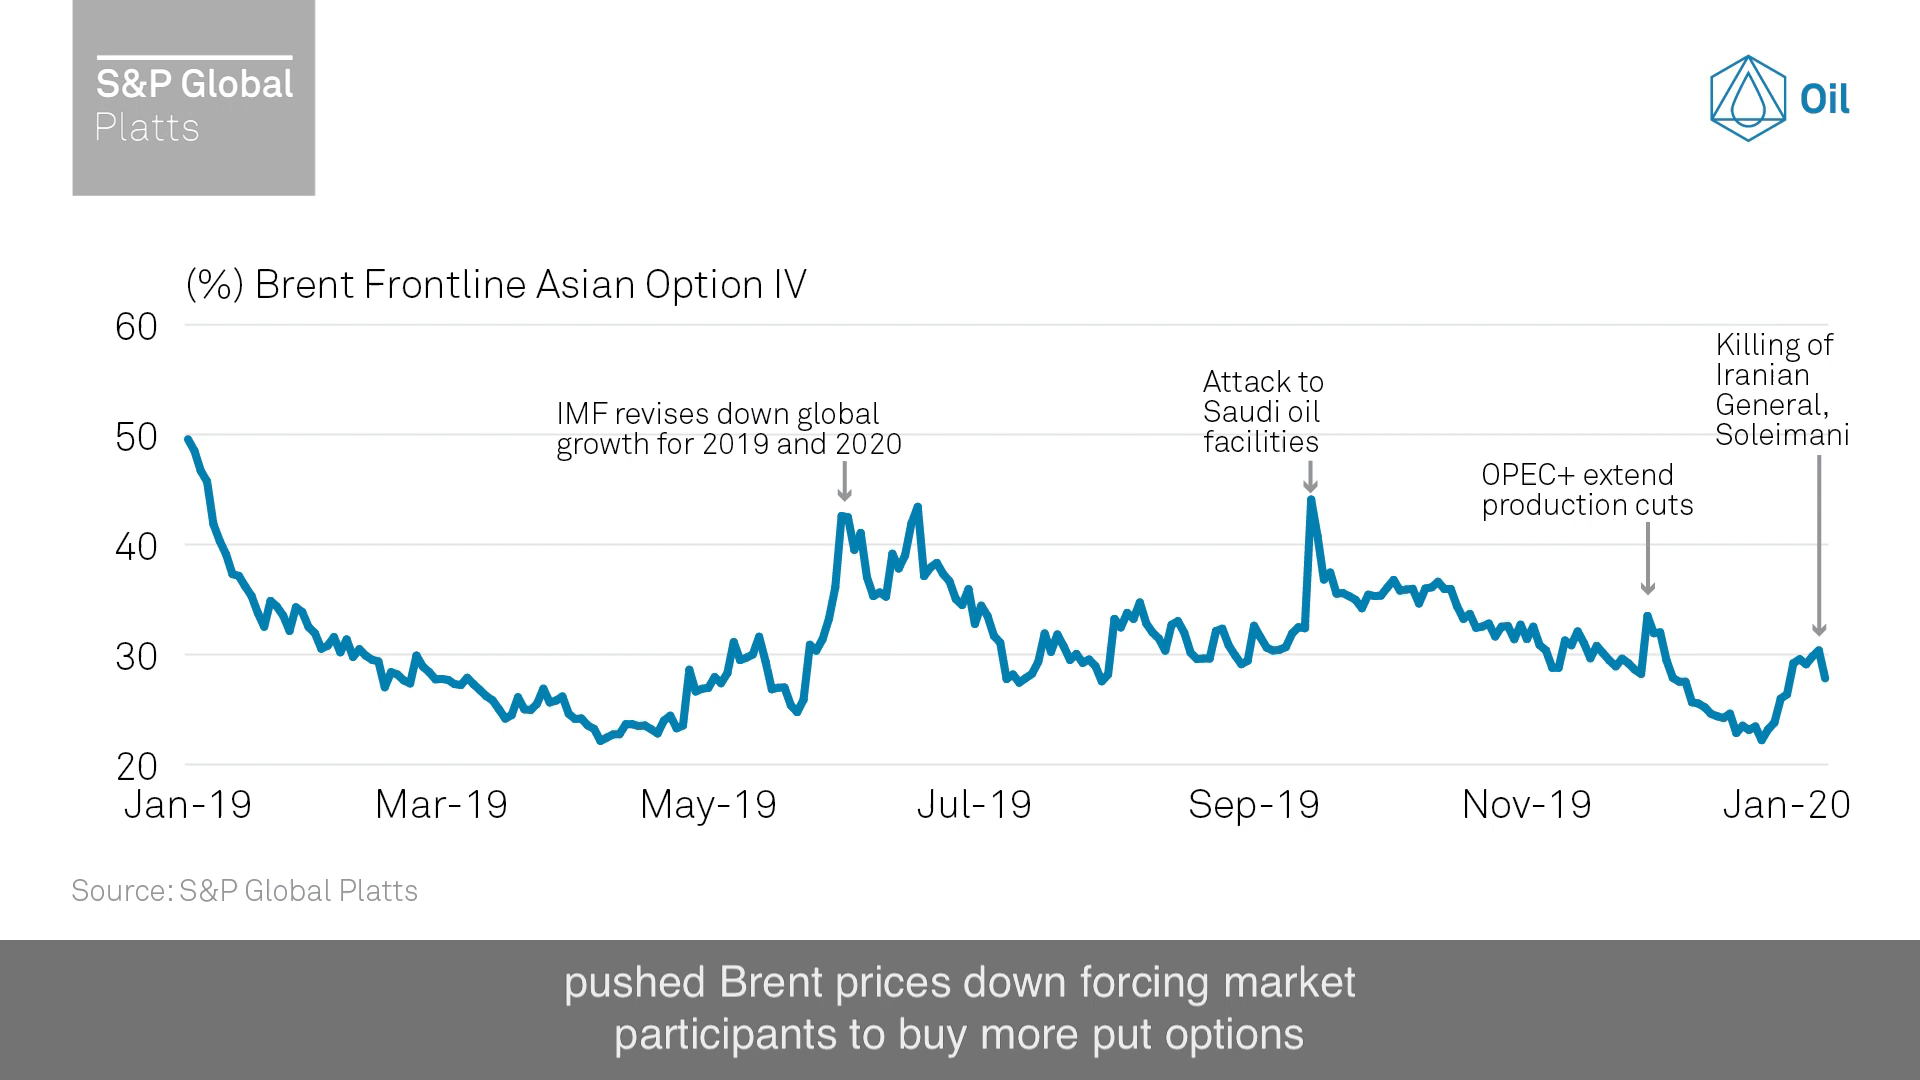 S&P Global
Platts
Oil
(%) Brent Frontline Asian Option IV
60
50
40
30
20
IMF revises down global
growth for 2019 and 2020
Attack to
Saudi oil
facilities
OPEC+ extend
production cuts
Killing of
Iranian
General,
Soleimani
Jan-19
Mar-19
May-19
Jul-19
Sep-19
Nov-19
Jan-20
Source: S&P Global Platts
pushed Brent prices down forcing market
participants to buy more put options